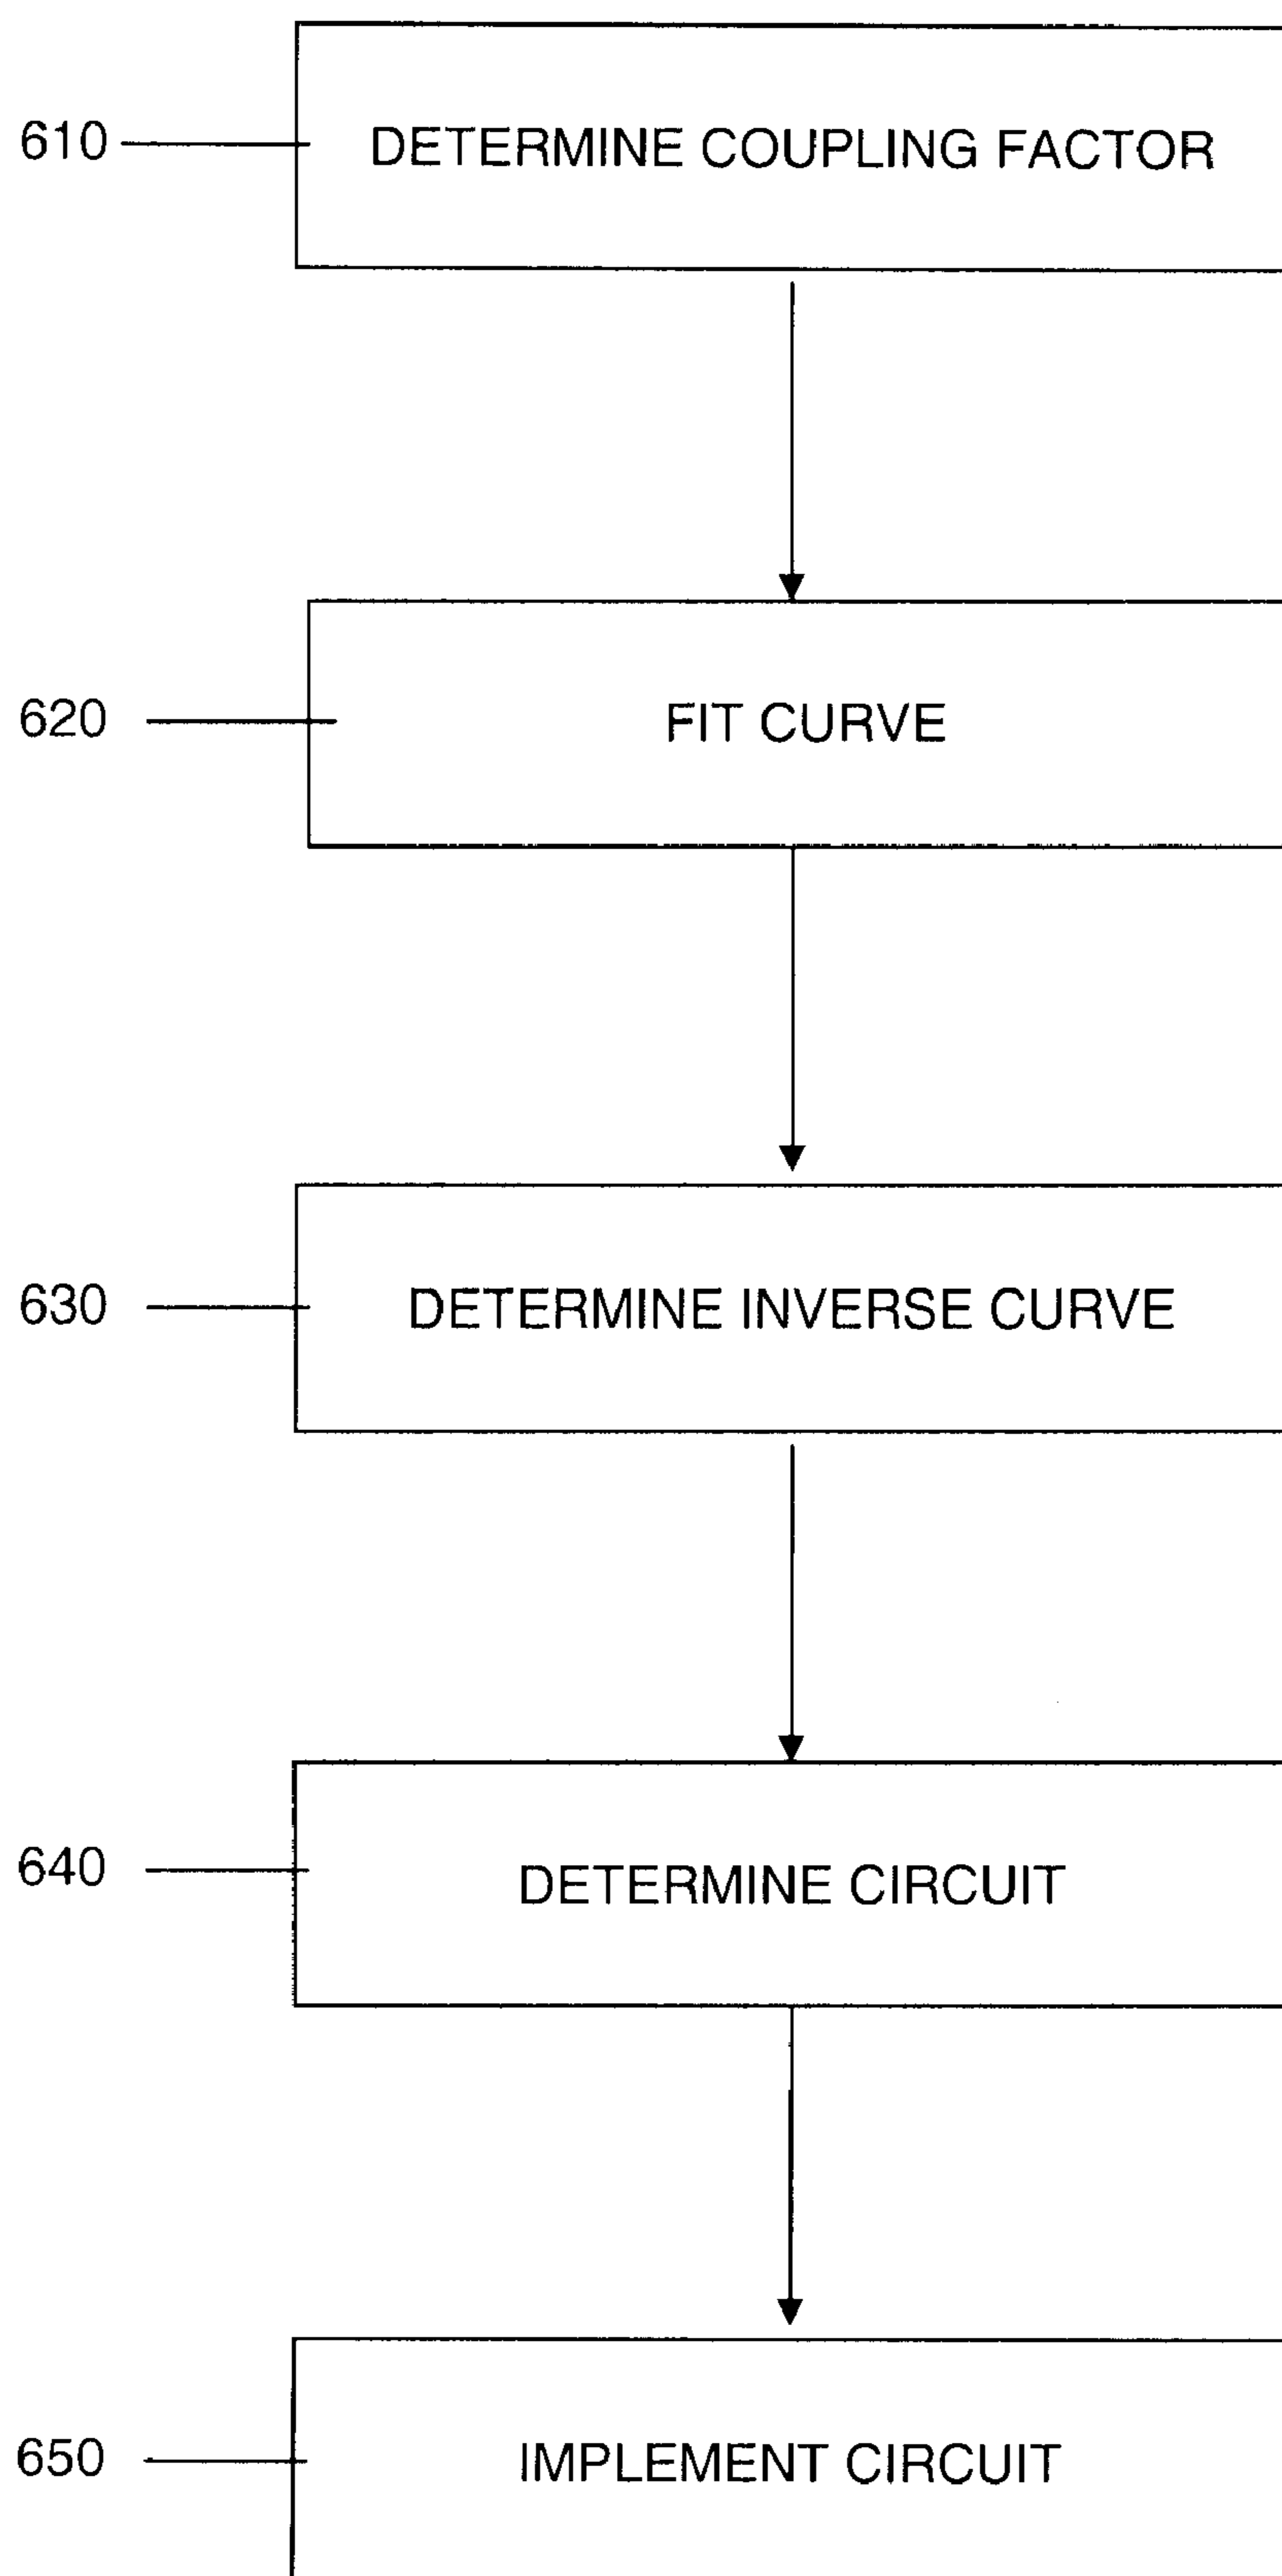 610 DETERMINE COUPLING FACTOR
620 FIT CURVE
630 DETERMINE INVERSE CURVE
640 DETERMINE CIRCUIT
650 IMPLEMENT CIRCUIT